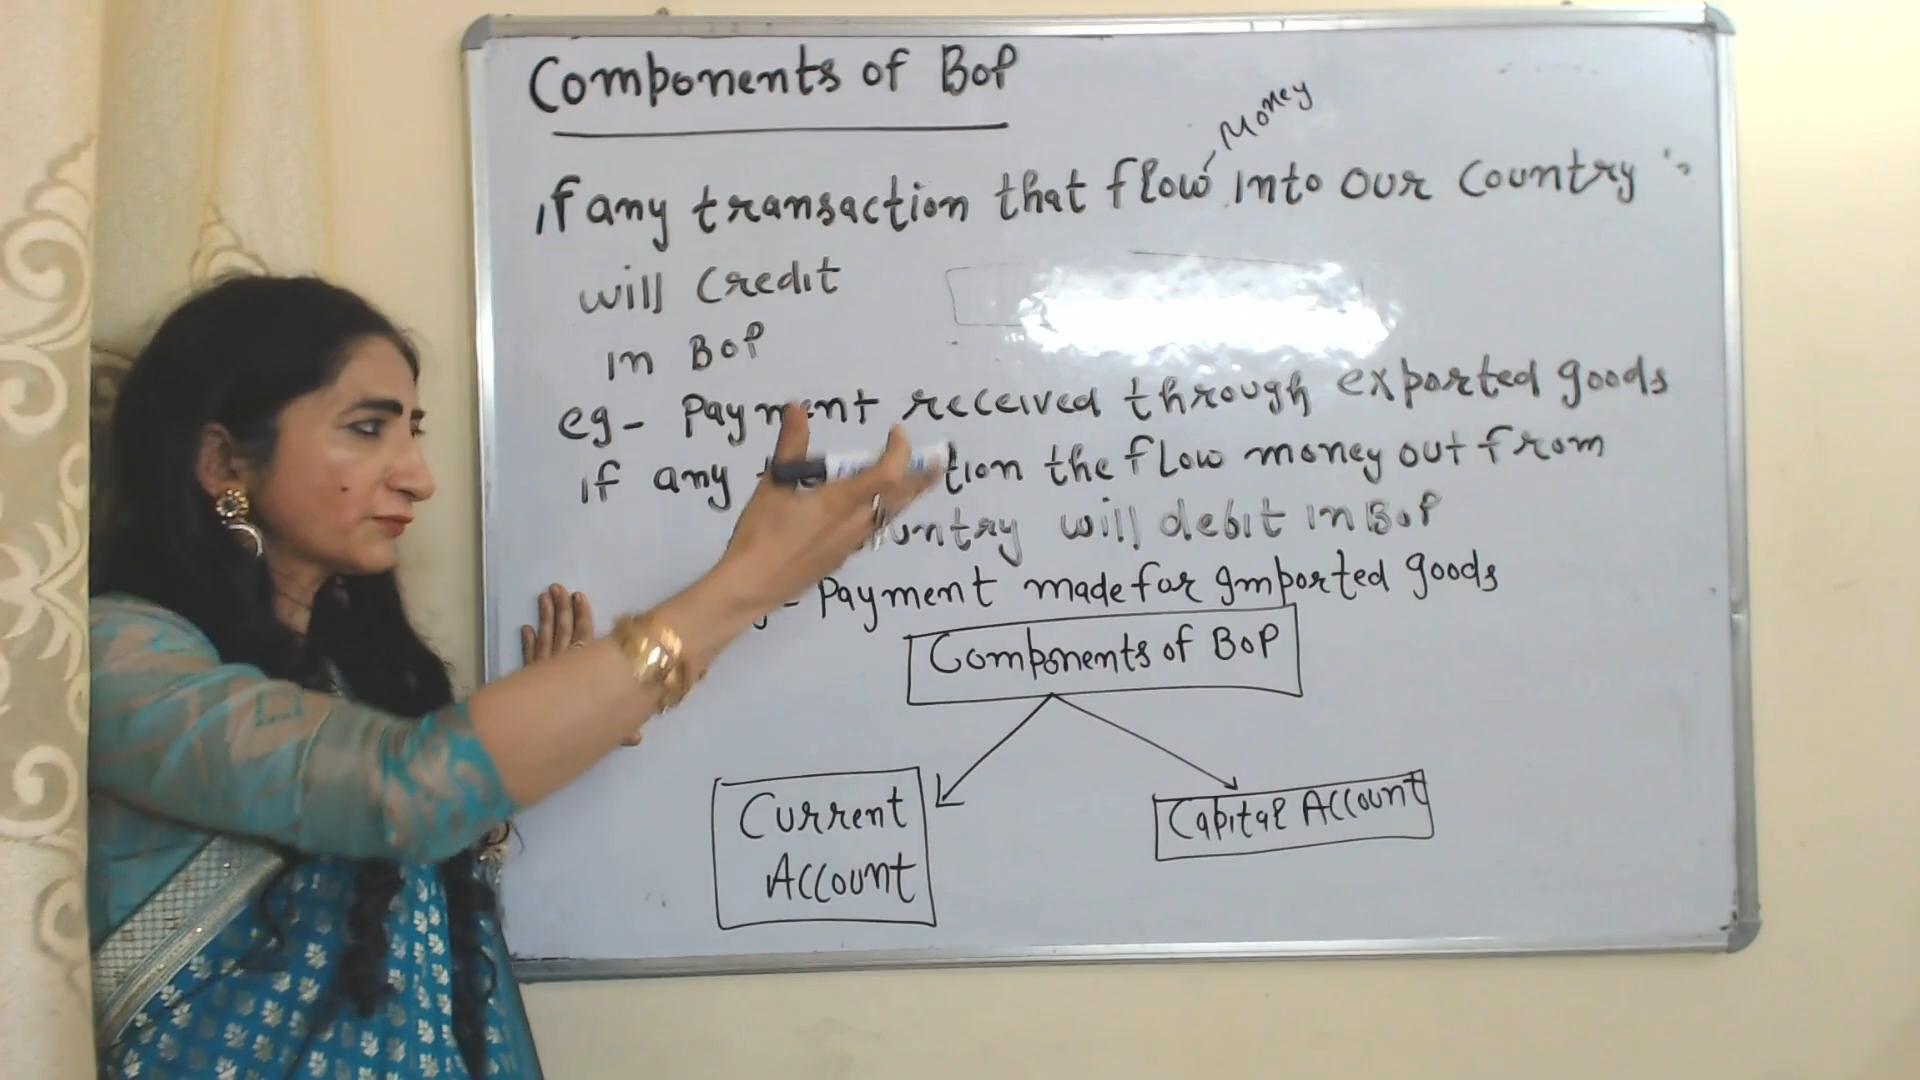 Components of BoP
Money
if any transaction that flow into our Country
will Credit
in BoP
eg- Payment received through exported goods
if any the flow money out from
will debit in BoP
- Payment made for Imported goods
Components of BoP
Current
Account
Capital Account